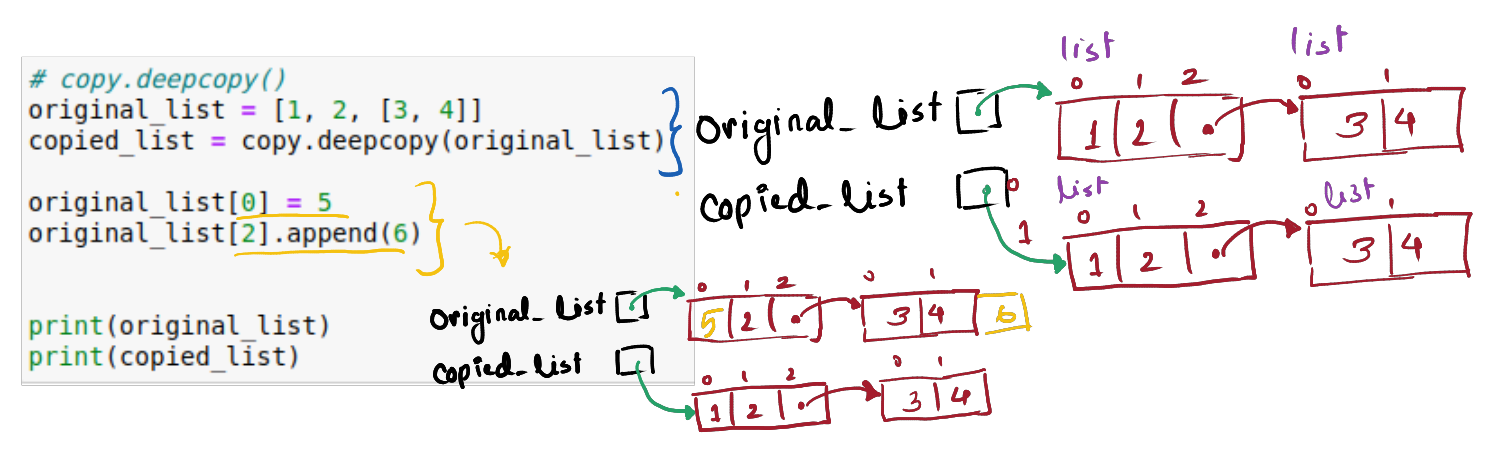 # copy.deepcopy()
original_list = [1, 2, [3, 4]]
copied_list = copy.deepcopy(original_list)
original_list[0] = 5
original_list[2].append(6)
print(original_list)
print(copied_list)
list list
0 1 2 0 1
original_list 1 2 3 4
copied_list 0
list list
0 1 2 0 1
1
1 2 3 4
0 1 2 0 1
original_list 5 2 3 4 6
copied_list
0 1 2 0 1
1 2 3 4